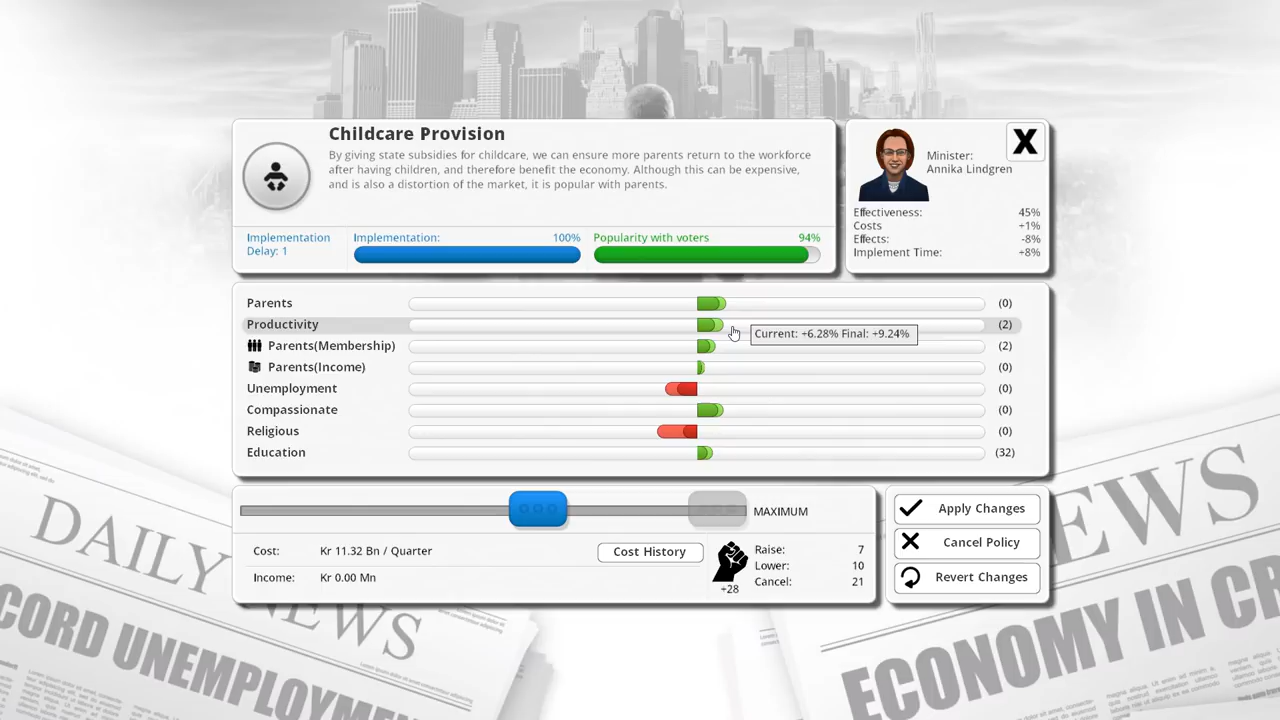 Childcare Provision
By giving state subsidies for childcare, we can ensure more parents return to the workforce
after having children, and therefore benefit the economy. Although this can be expensive,
and is also a distortion of the market, it is popular with parents.
Implementation
Delay: 1
Implementation: 100%
Popularity with voters 94%
X
Minister:
Annika Lindgren
Effectiveness: 45%
Costs +1%
Effects: -8%
Implement Time: +8%
Parents (0)
Productivity (2)
Current: +6.28% Final: +9.24%
Parents(Membership) (2)
Parents(Income) (0)
Unemployment (0)
Compassionate (0)
Religious (0)
Education (32)
MAXIMUM
Cost: Kr 11.32 Bn / Quarter
Income: Kr 0.00 Mn
Cost History
+28
Raise: 7
Lower: 10
Cancel: 21
Apply Changes
Cancel Policy
Revert Changes
DAILY NEWS
CORD UNEMPLOYME
NEWS
ECONOMY IN CR